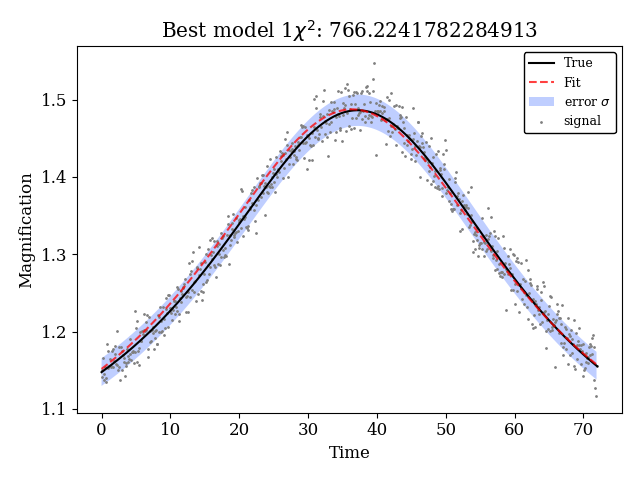 Best model 1χ²: 766.2241782284913
True
Fit
error σ
signal
Magnification
1.5
1.4
1.3
1.2
1.1
0 10 20 30 40 50 60 70
Time